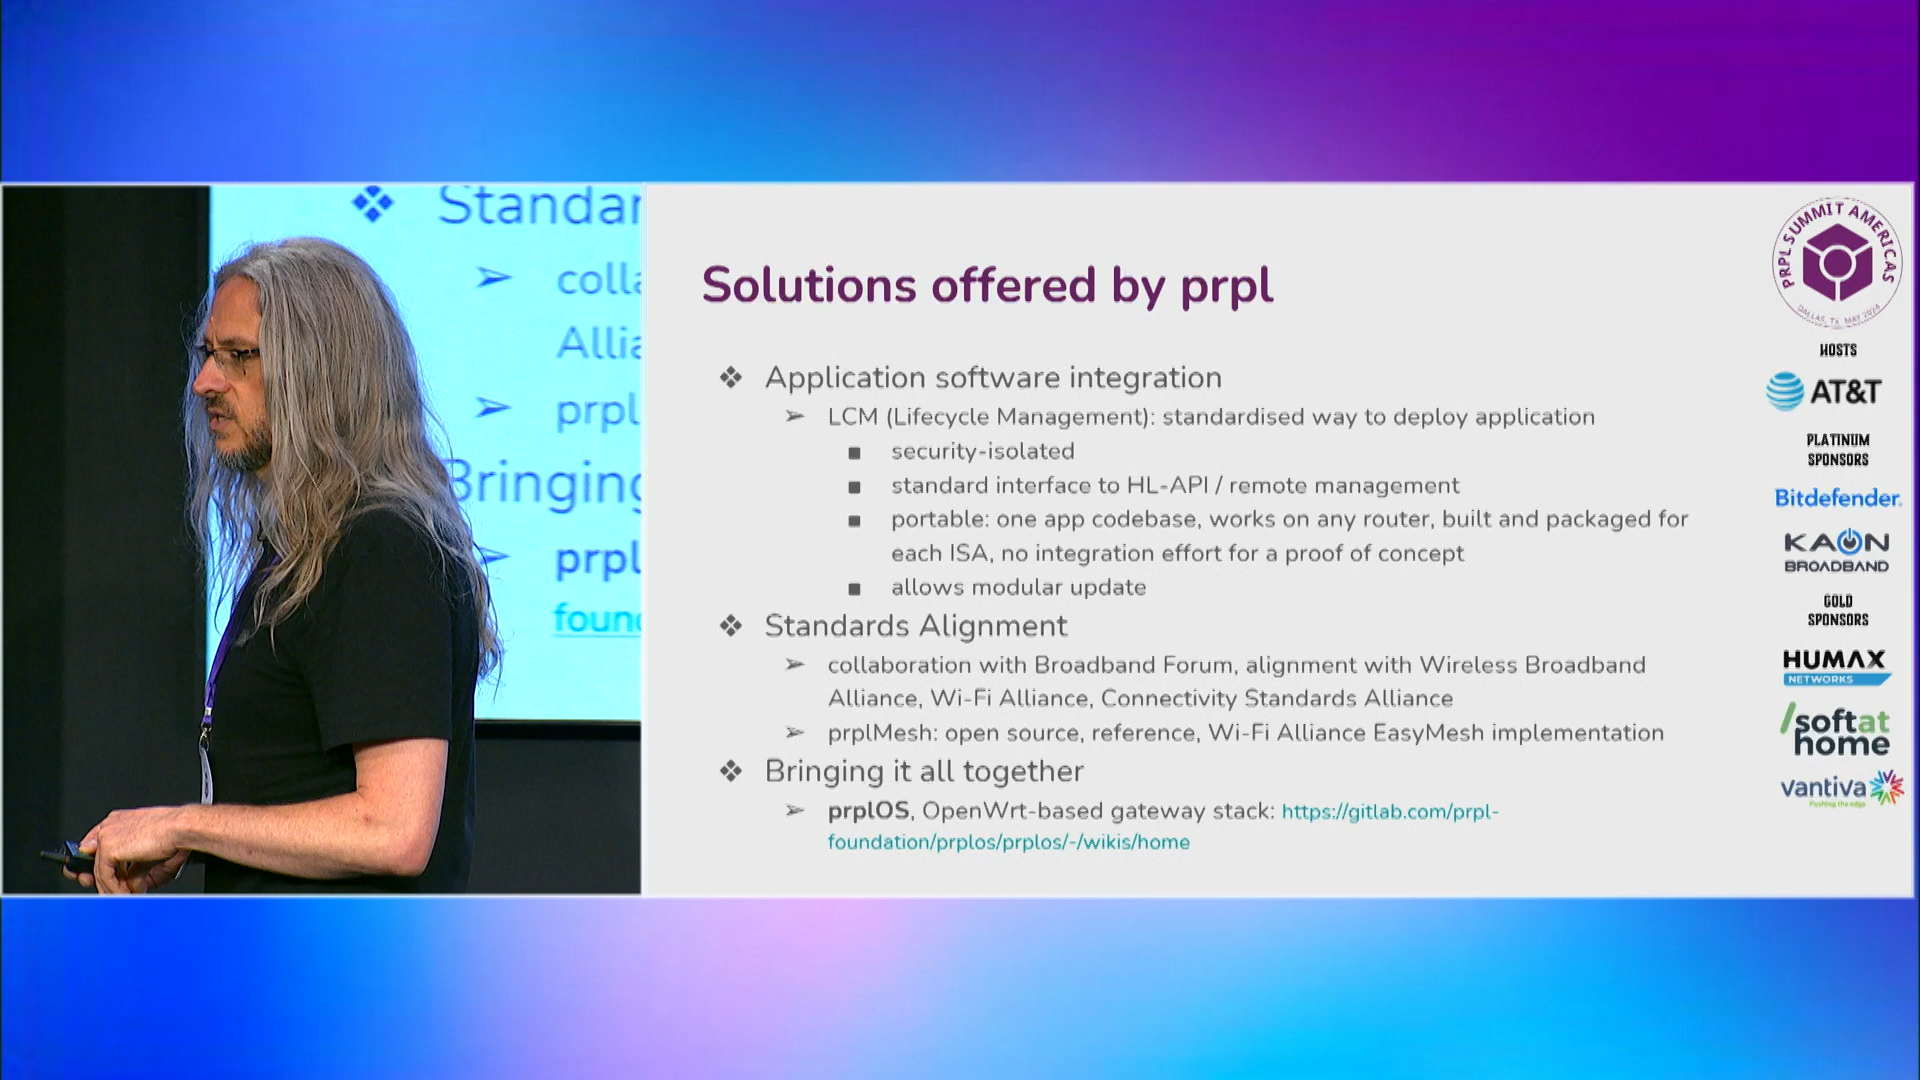 Standar
colla
Allia
prpl
Bringing
prpl
foun
Solutions offered by prpl
❖ Application software integration
➢ LCM (Lifecycle Management): standardised way to deploy application
■ security-isolated
■ standard interface to HL-API / remote management
■ portable: one app codebase, works on any router, built and packaged for
each ISA, no integration effort for a proof of concept
■ allows modular update
❖ Standards Alignment
➢ collaboration with Broadband Forum, alignment with Wireless Broadband
Alliance, Wi-Fi Alliance, Connectivity Standards Alliance
➢ prplMesh: open source, reference, Wi-Fi Alliance EasyMesh implementation
❖ Bringing it all together
➢ prplOS, OpenWrt-based gateway stack: https://gitlab.com/prpl-
foundation/prplos/prplos/-/wikis/home
PRPL SUMMIT AMERICAS
DALLAS, TX MAY 2024
HOSTS
AT&T
PLATINUM
SPONSORS
Bitdefender
KAON
BROADBAND
GOLD
SPONSORS
HUMAX
NETWORKS
/softat
home
vantiva
Pushing the edge